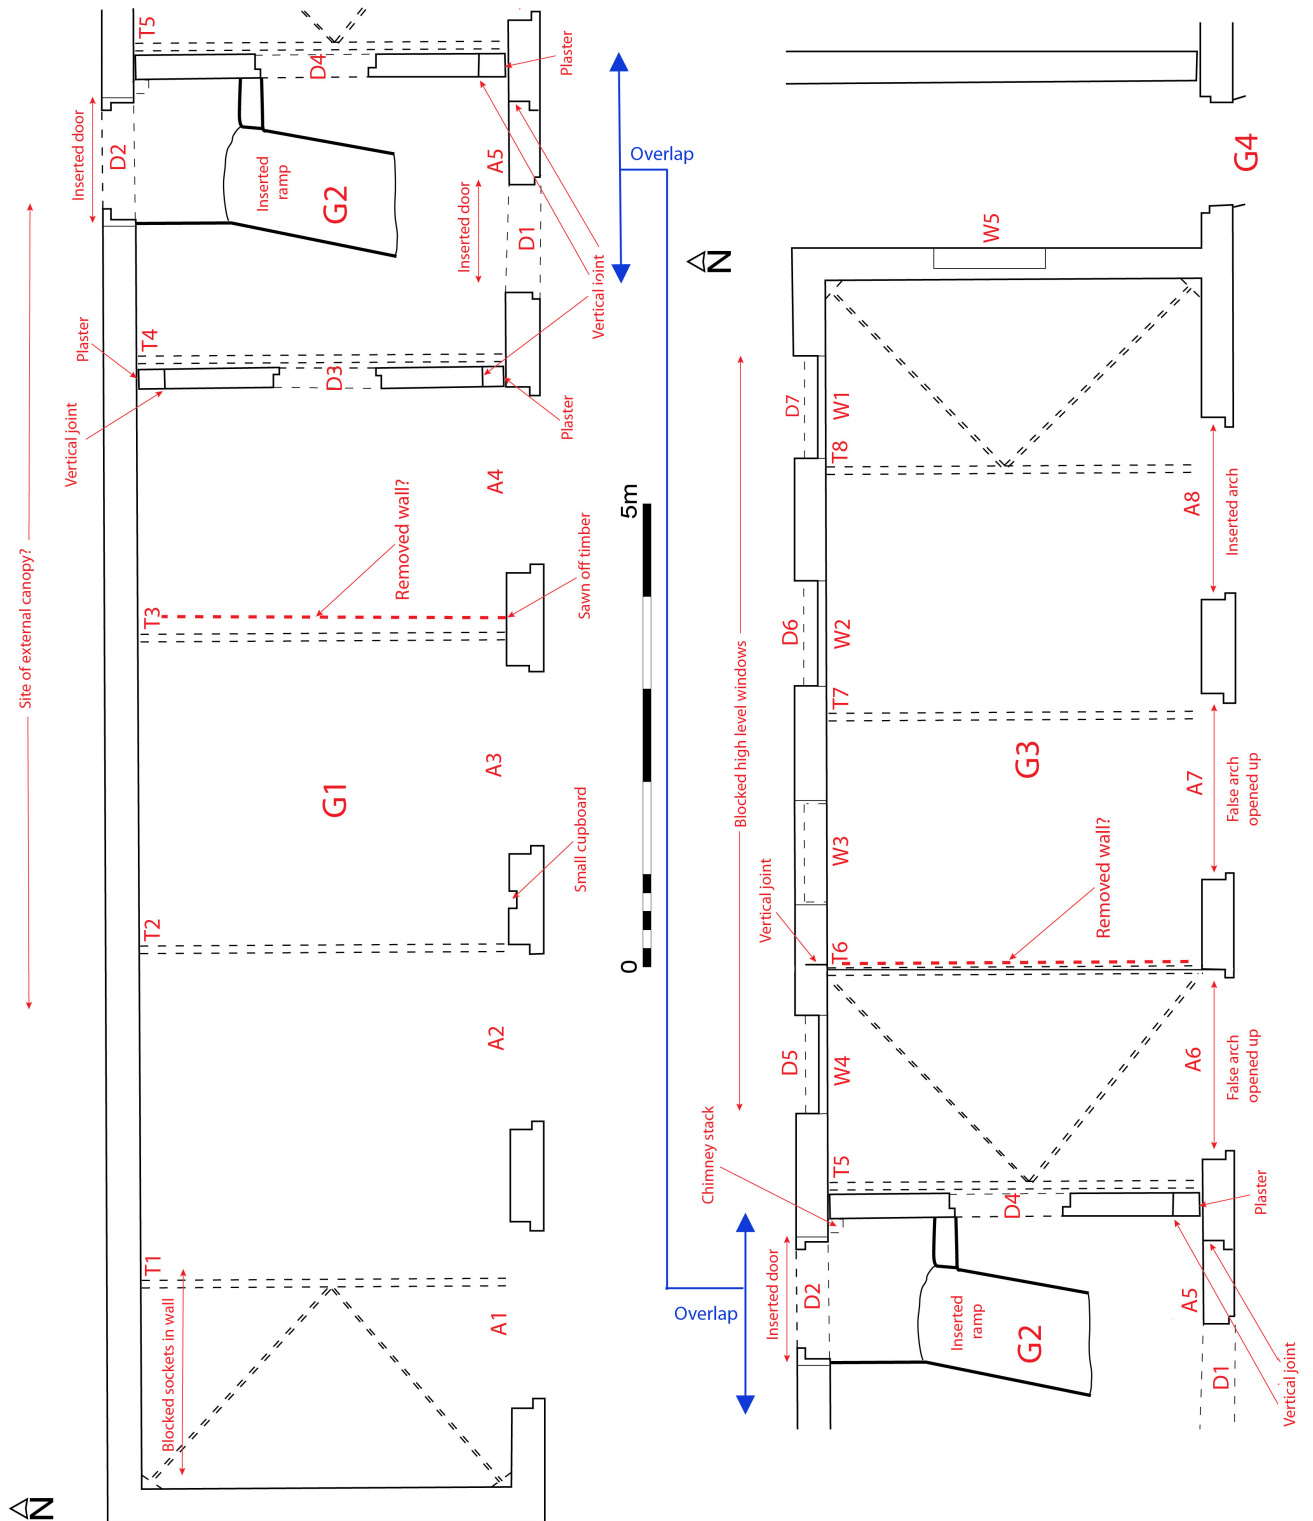 N
Site of external canopy?
Blocked sockets in wall
T1
T2
T3
T4
T5
Plaster
Vertical joint
Inserted door
D2
Removed wall?
G1
D3
Inserted
ramp
G2
D4
A1
A2
A3
A4
A5
Inserted door
D1
Small cupboard
Sawn off timber
Plaster
Vertical joint
Plaster
0
5m
Overlap
Overlap
N
Chimney stack
Vertical joint
Blocked high level windows
Inserted door
D2
D5
D6
D7
T5
W4
T6
W3
T7
W2
T8
W1
W5
Inserted
ramp
G2
D4
G3
Removed wall?
D1
A5
A6
A7
A8
G4
False arch
opened up
False arch
opened up
Inserted arch
Plaster
Vertical joint